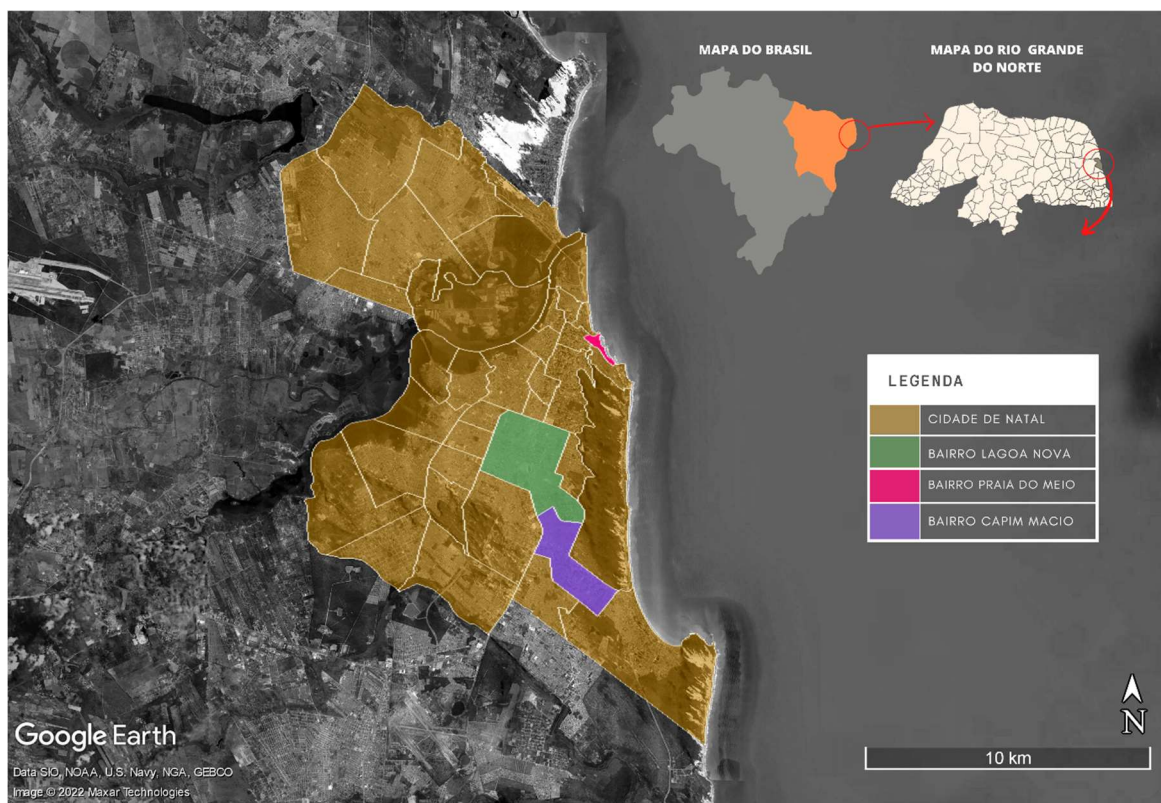 MAPA DO BRASIL
MAPA DO RIO GRANDE
DO NORTE
LEGENDA
CIDADE DE NATAL
BAIRRO LAGOA NOVA
BAIRRO PRAIA DO MEIO
BAIRRO CAPIM MACIO
N
10 km
Google Earth
Data SIO, NOAA, U.S. Navy, NGA, GEBCO
Image © 2022 Maxar Technologies